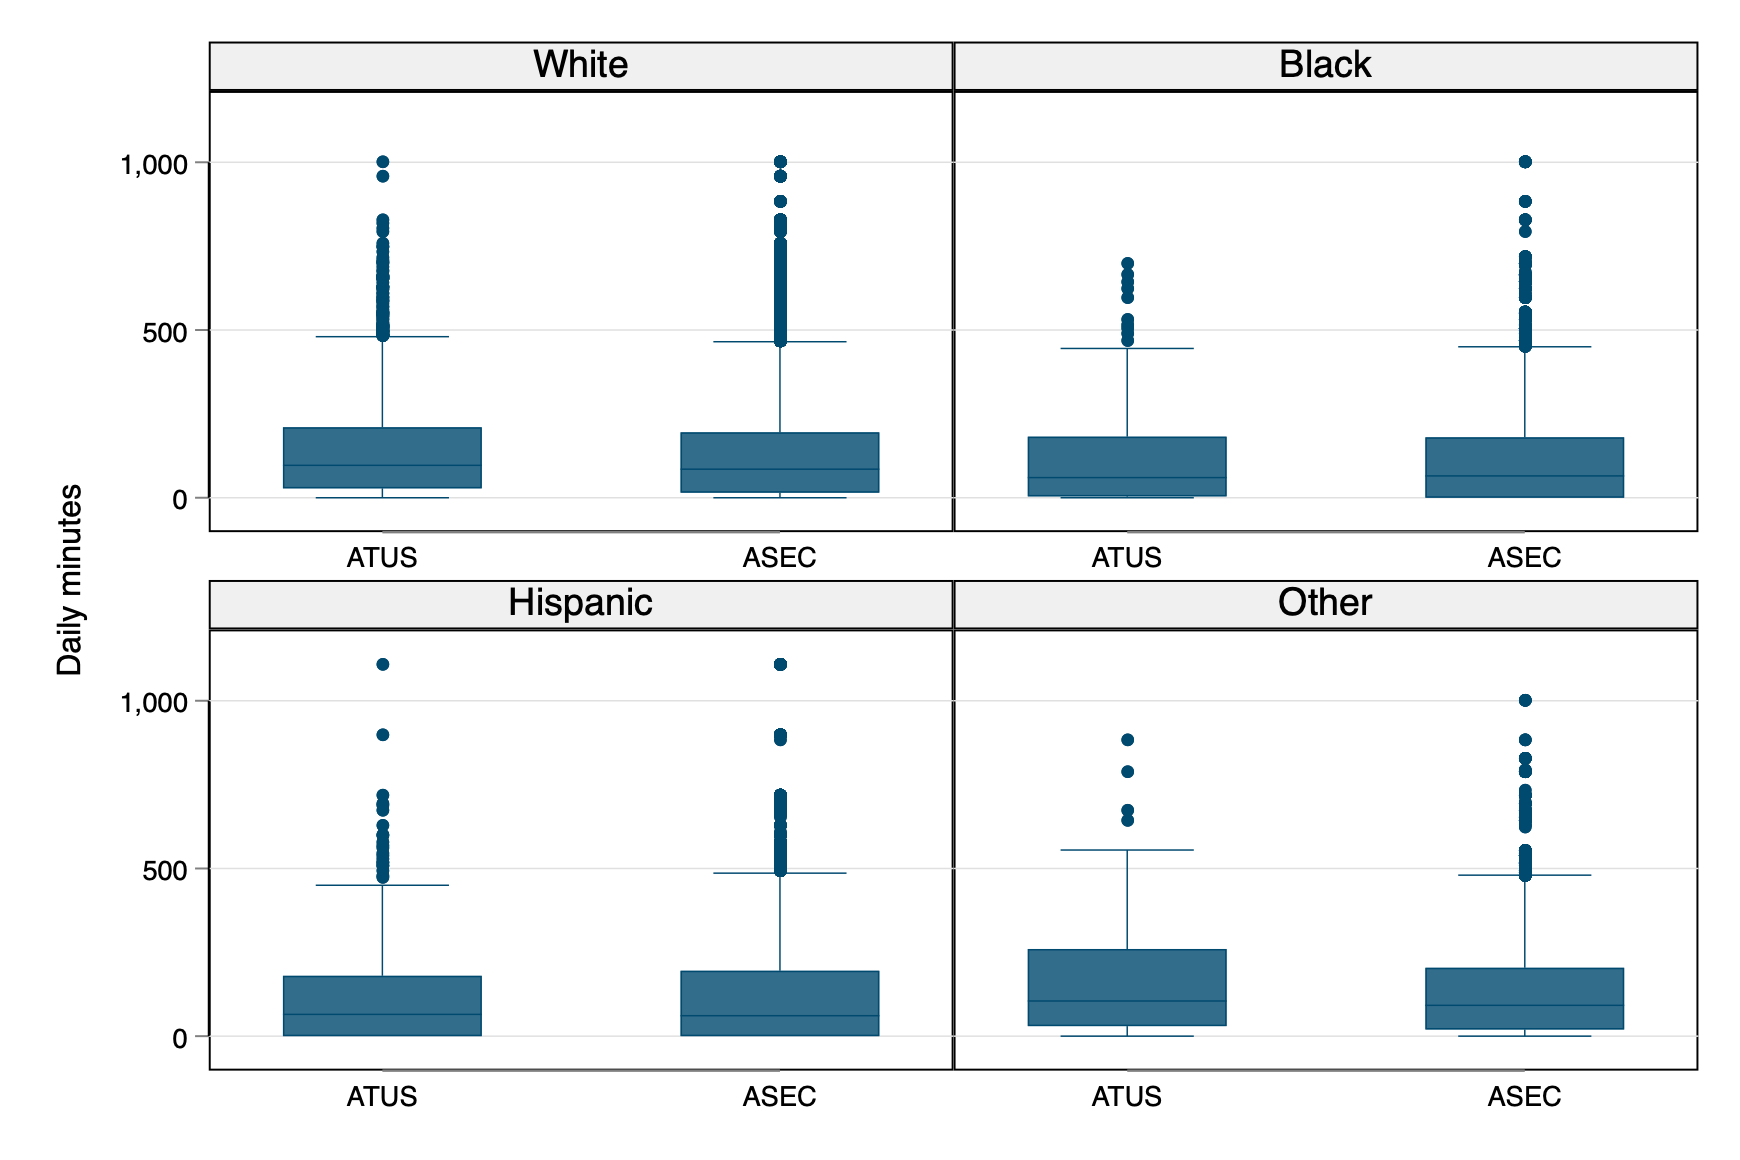 White
Black
1,000
500
0
ATUS
ASEC
ATUS
ASEC
Daily minutes
Hispanic
Other
1,000
500
0
ATUS
ASEC
ATUS
ASEC